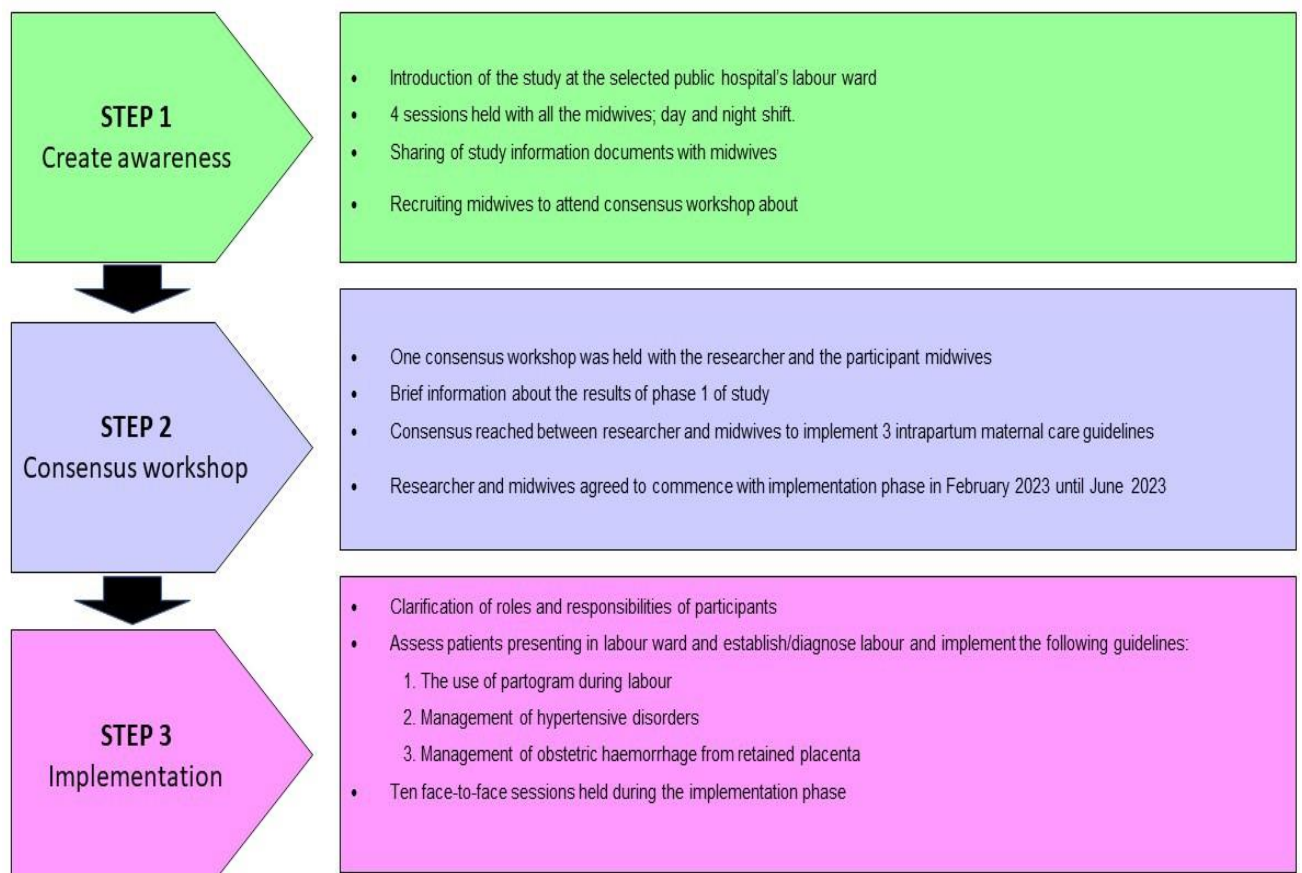 STEP 1
Create awareness
• Introduction of the study at the selected public hospital's labour ward
• 4 sessions held with all the midwives; day and night shift.
• Sharing of study information documents with midwives
• Recruiting midwives to attend consensus workshop about
STEP 2
Consensus workshop
• One consensus workshop was held with the researcher and the participant midwives
• Brief information about the results of phase 1 of study
• Consensus reached between researcher and midwives to implement 3 intrapartum maternal care guidelines
• Researcher and midwives agreed to commence with implementation phase in February 2023 until June 2023
STEP 3
Implementation
• Clarification of roles and responsibilities of participants
• Assess patients presenting in labour ward and establish/diagnose labour and implement the following guidelines:
1. The use of partogram during labour
2. Management of hypertensive disorders
3. Management of obstetric haemorrhage from retained placenta
• Ten face-to-face sessions held during the implementation phase